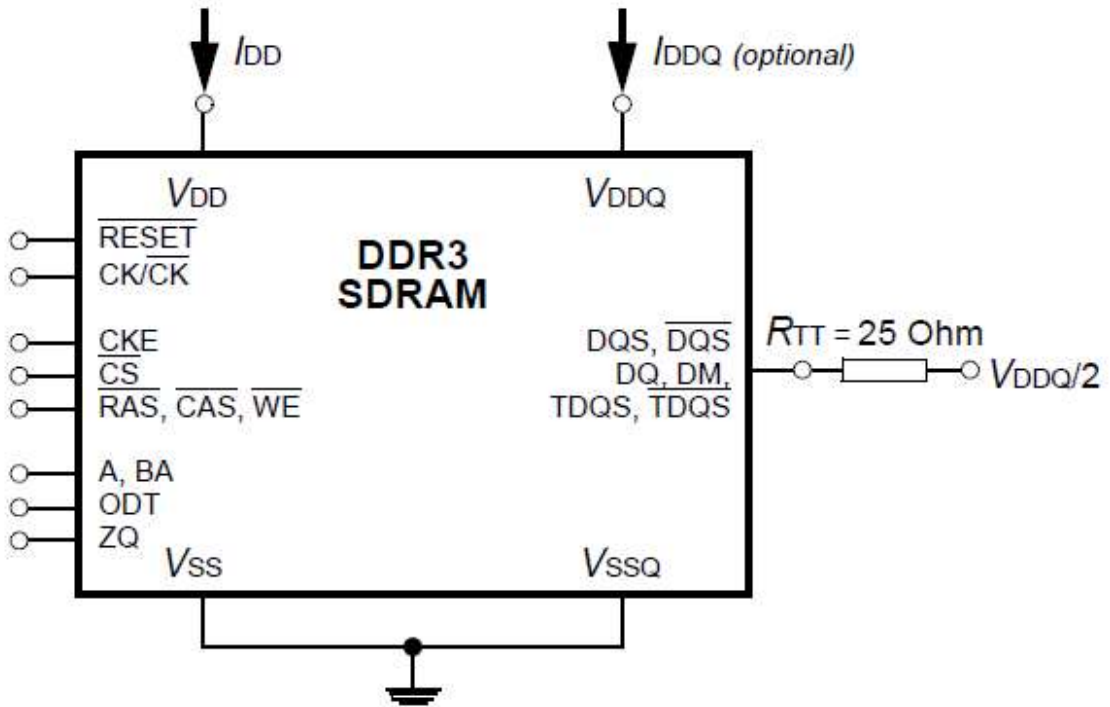 IDD
IDDQ (optional)
VDD
VDDQ
RESET
CK/CK
DDR3
SDRAM
CKE
CS
RAS, CAS, WE
DQS, DQS
DQ, DM,
TDQS, TDQS
RTT = 25 Ohm
VDDQ/2
A, BA
ODT
ZQ
VSS
VSSQ